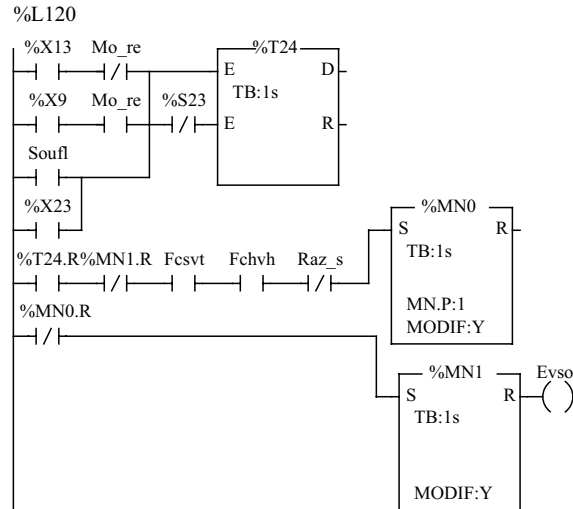 %L120
%X13 Mo_re %T24
E D
TB:1s
%X9 Mo_re %S23
E R
Soufl
%X23
%MN0
S R
TB:1s
%T24.R %MN1.R Fcsvt Fchvh Raz_s
MN.P:1
MODIF:Y
%MN0.R
%MN1 Evso
S R
TB:1s
MODIF:Y